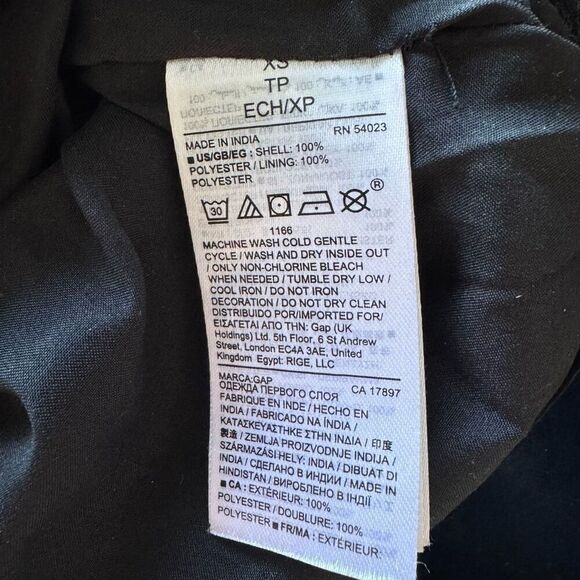 XS
TP
ECH/XP
MADE IN INDIA RN 54023
■ US/GB/EG : SHELL: 100%
POLYESTER / LINING: 100%
POLYESTER
30
®
1166
MACHINE WASH COLD GENTLE
CYCLE / WASH AND DRY INSIDE OUT
/ ONLY NON-CHLORINE BLEACH
WHEN NEEDED / TUMBLE DRY LOW /
COOL IRON / DO NOT IRON
DECORATION / DO NOT DRY CLEAN
DISTRIBUIDO POR/IMPORTED FOR/
ΕΙΣΑΓΕΤΑΙ ΑΠΟ ΤΗΝ: Gap (UK
Holdings) Ltd. 5th Floor, 6 St Andrew
Street, London EC4A 3AE, United
Kingdom Egypt: RIGE, LLC
MARCA:GAP CA 17897
ОДЕЖДА ПЕРВОГО СЛОЯ
FABRIQUE EN INDE / HECHO EN
INDIA / FABRICADO NA ÍNDIA /
ΚΑΤΑΣΚΕΥΑΣΤΗΚΕ ΣΤΗΝ ΙΝΔΙΑ / 印度
製造 / ZEMLJA PROIZVODNJE INDIJA /
SZÁRMAZÁSI HELY: INDIA / DIBUAT DI
INDIA / СДЕЛАНО В ИНДИИ / MADE IN
HINDISTAN / ВИРОБЛЕНО В ІНДІЇ
■ CA : EXTÉRIEUR: 100%
POLYESTER / DOUBLURE: 100%
POLYESTER ■ FR/MA : EXTÉRIEUR